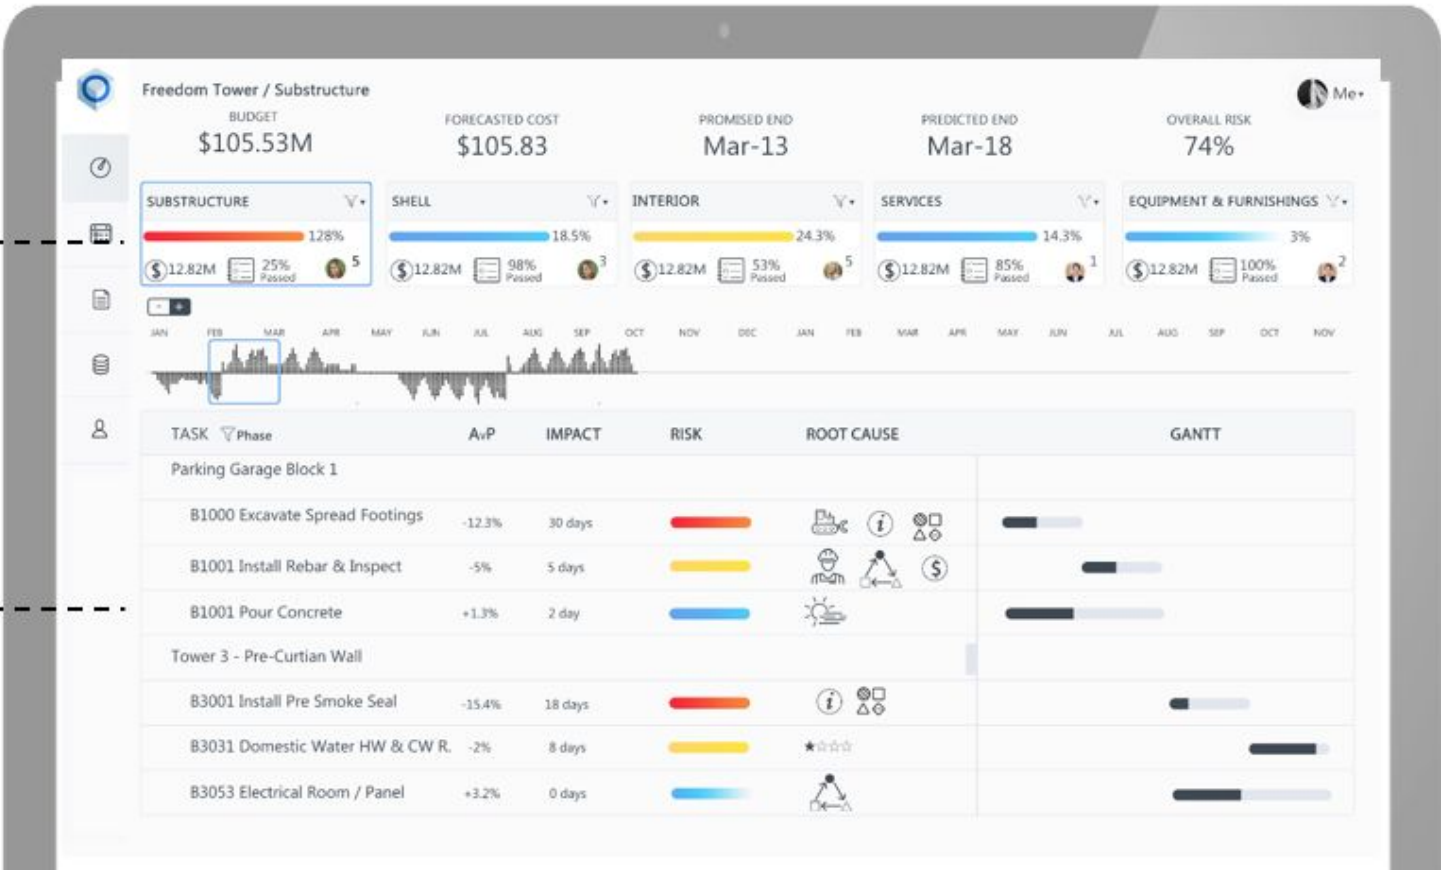 Freedom Tower / Substructure
Me
BUDGET FORECASTED COST PROMISED END PREDICTED END OVERALL RISK
$105.53M $105.83 Mar-13 Mar-18 74%
SUBSTRUCTURE SHELL INTERIOR SERVICES EQUIPMENT & FURNISHINGS
128% 18.5% 24.3% 14.3% 3%
$ 12.82M 25% Passed 5 $ 12.82M 98% Passed 3 $ 12.82M 53% Passed 5 $ 12.82M 85% Passed 1 $ 12.82M 100% Passed 2
- +
JAN FEB MAR APR MAY JUN JUL AUG SEP OCT NOV DEC JAN FEB MAR APR MAY JUN JUL AUG SEP OCT NOV
TASK Phase AvP IMPACT RISK ROOT CAUSE GANTT
Parking Garage Block 1
B1000 Excavate Spread Footings -12.3% 30 days i
B1001 Install Rebar & Inspect -5% 5 days $
B1001 Pour Concrete +1.3% 2 day
Tower 3 - Pre-Curtian Wall
B3001 Install Pre Smoke Seal -15.4% 18 days i
B3031 Domestic Water HW & CW R. -2% 8 days
B3053 Electrical Room / Panel +3.2% 0 days